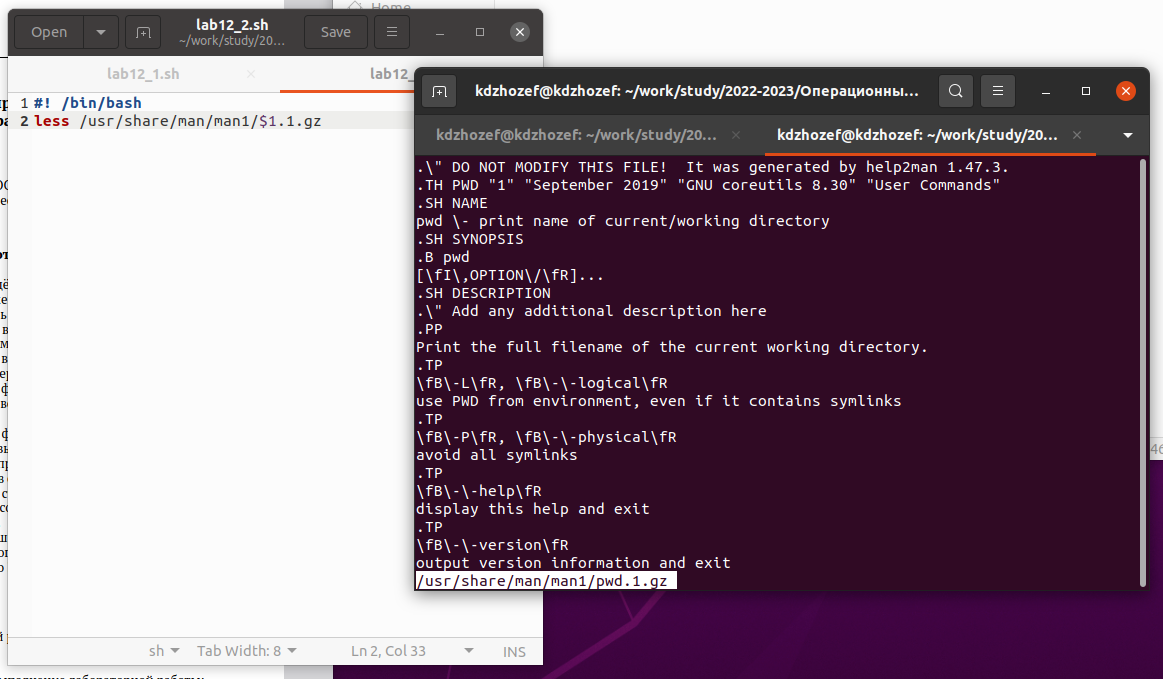 Home
Open
lab12_2.sh
~/work/study/20...
Save
lab12_1.sh
lab12_
1 #! /bin/bash
2 less /usr/share/man/man1/$1.1.gz
sh
Tab Width: 8
Ln 2, Col 33
INS
kdzhozef@kdzhozef: ~/work/study/2022-2023/Операционны...
kdzhozef@kdzhozef: ~/work/study/20...
kdzhozef@kdzhozef: ~/work/study/20...
.\" DO NOT MODIFY THIS FILE!  It was generated by help2man 1.47.3.
.TH PWD "1" "September 2019" "GNU coreutils 8.30" "User Commands"
.SH NAME
pwd \- print name of current/working directory
.SH SYNOPSIS
.B pwd
[\fI\,OPTION\/\fR]...
.SH DESCRIPTION
.\" Add any additional description here
.PP
Print the full filename of the current working directory.
.TP
\fB\-L\fR, \fB\-\-logical\fR
use PWD from environment, even if it contains symlinks
.TP
\fB\-P\fR, \fB\-\-physical\fR
avoid all symlinks
.TP
\fB\-\-help\fR
display this help and exit
.TP
\fB\-\-version\fR
output version information and exit
/usr/share/man/man1/pwd.1.gz